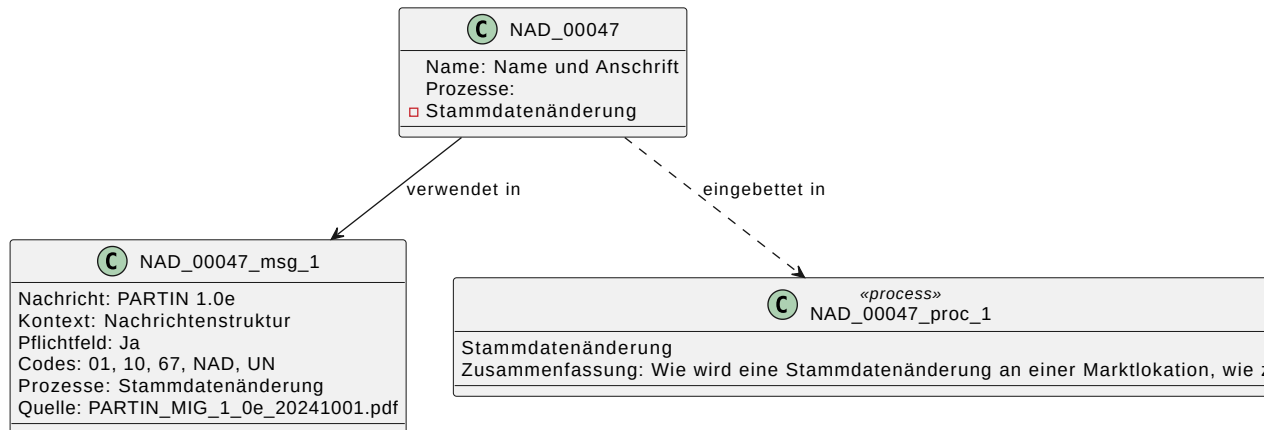 C NAD_00047
Name: Name und Anschrift
Prozesse:
Stammdatenänderung
verwendet in
eingebettet in
C NAD_00047_msg_1
Nachricht: PARTIN 1.0e
Kontext: Nachrichtenstruktur
Pflichtfeld: Ja
Codes: 01, 10, 67, NAD, UN
Prozesse: Stammdatenänderung
Quelle: PARTIN_MIG_1_0e_20241001.pdf
C «process»
NAD_00047_proc_1
Stammdatenänderung
Zusammenfassung: Wie wird eine Stammdatenänderung an einer Marktlokation, wie